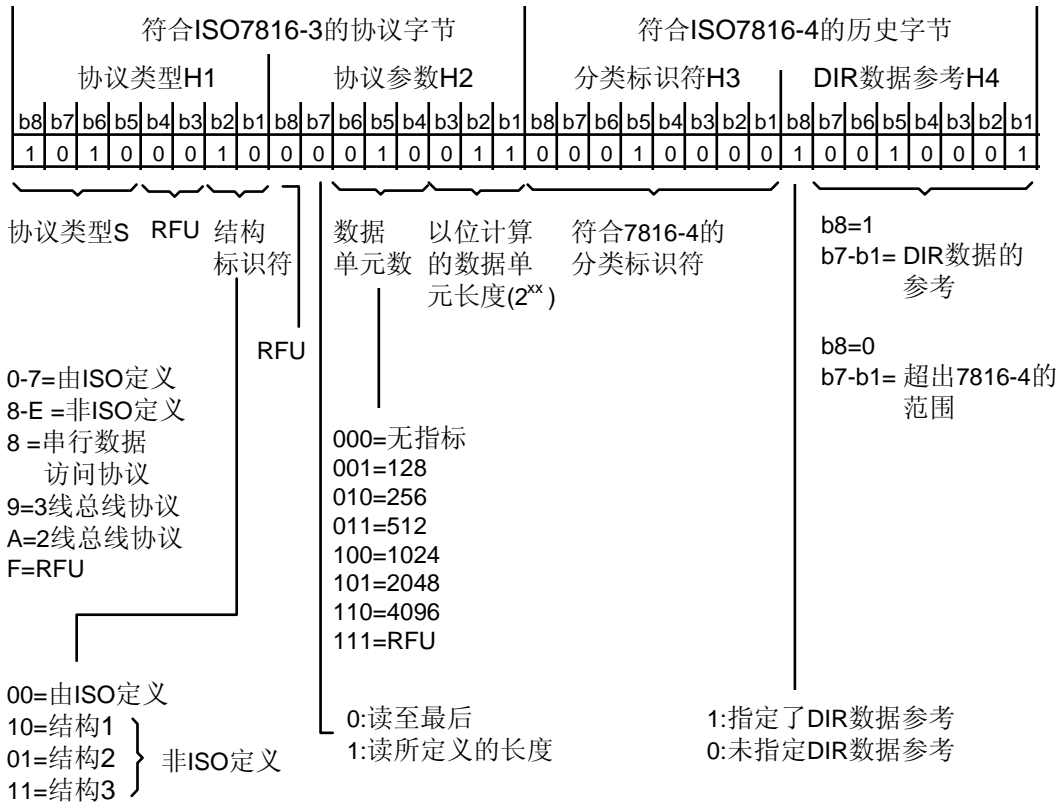 符合ISO7816-3的协议字节 符合ISO7816-4的历史字节
协议类型H1 协议参数H2 分类标识符H3 DIR数据参考H4
b8 b7 b6 b5 b4 b3 b2 b1 b8 b7 b6 b5 b4 b3 b2 b1 b8 b7 b6 b5 b4 b3 b2 b1 b8 b7 b6 b5 b4 b3 b2 b1
1 0 1 0 0 0 1 0 0 0 0 1 0 0 1 1 0 0 0 1 0 0 0 0 1 0 0 1 0 0 0 1
协议类型S
RFU
结构
标识符
RFU
数据
单元数
以位计算
的数据单
元长度(2^xx)
符合7816-4的
分类标识符
b8=1
b7-b1= DIR数据的
参考
b8=0
b7-b1= 超出7816-4的
范围
0-7=由ISO定义
8-E =非ISO定义
8 =串行数据
访问协议
9=3线总线协议
A=2线总线协议
F=RFU
000=无指标
001=128
010=256
011=512
100=1024
101=2048
110=4096
111=RFU
00=由ISO定义
10=结构1
01=结构2
11=结构3
非ISO定义
0:读至最后
1:读所定义的长度
1:指定了DIR数据参考
0:未指定DIR数据参考